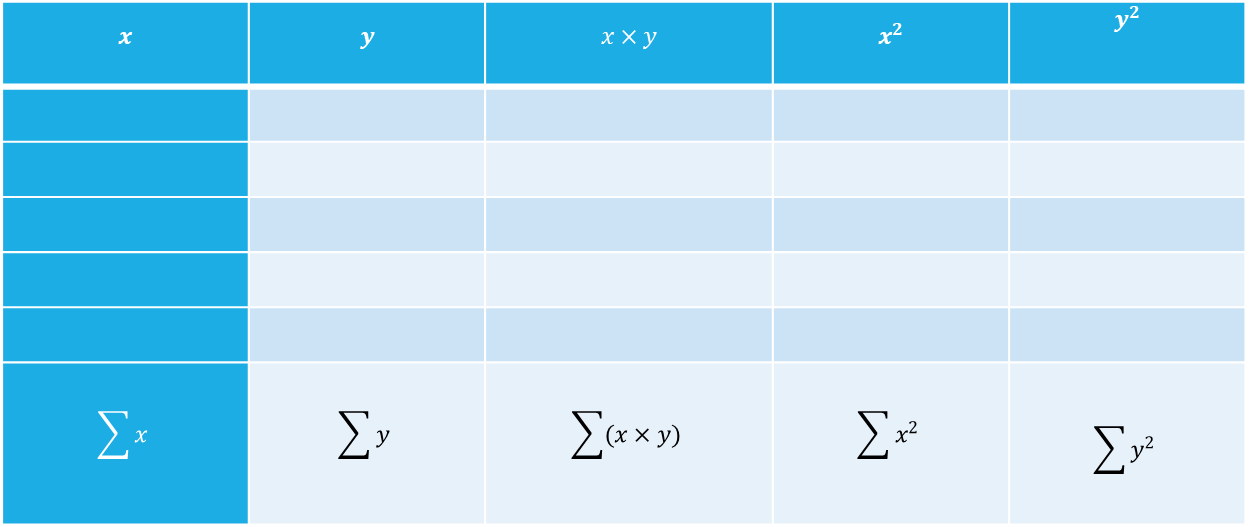 x y x × y x² y²
∑x ∑y ∑(x × y) ∑x² ∑y²